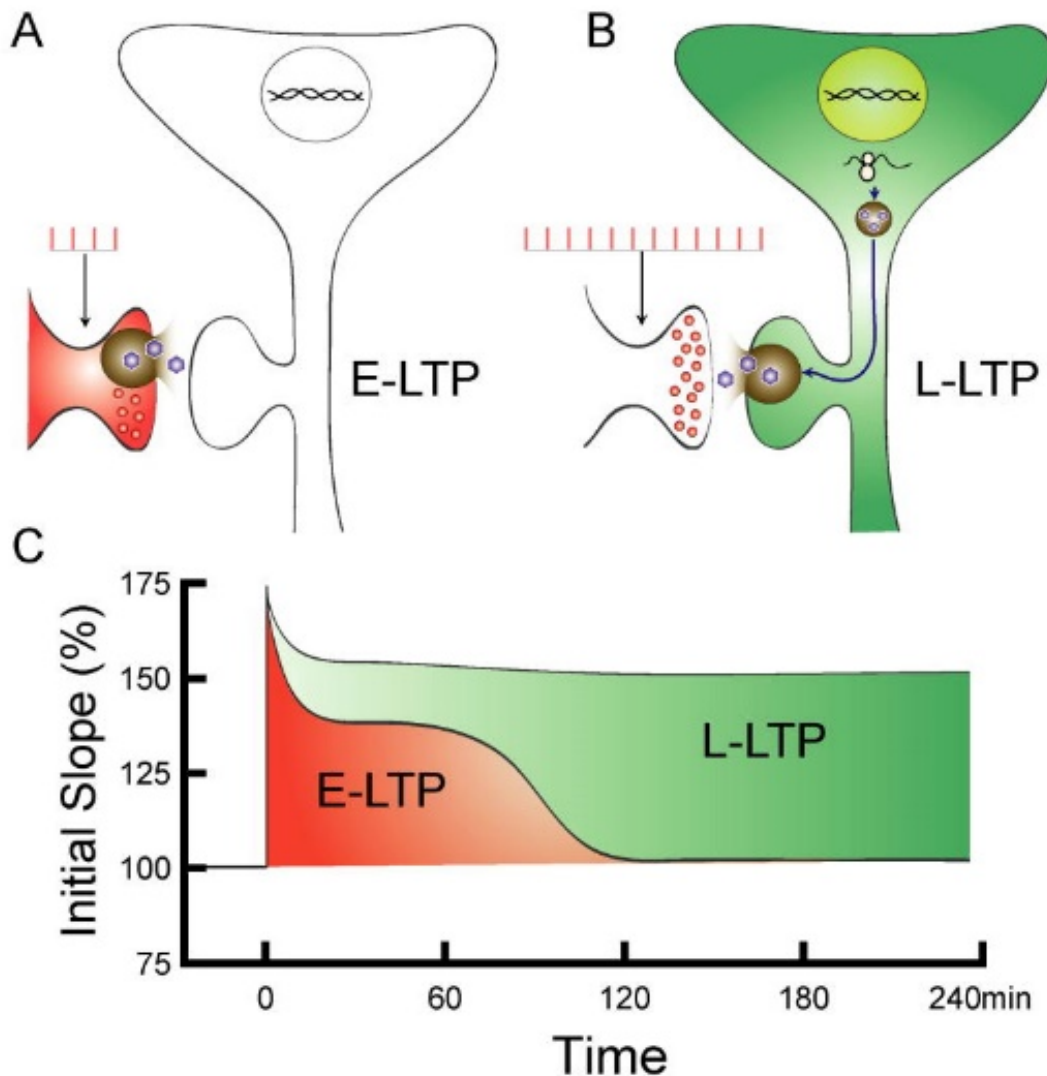 A
B
E-LTP
L-LTP
C
175
150
125
100
75
Initial Slope (%)
L-LTP
E-LTP
0
60
120
180
240min
Time